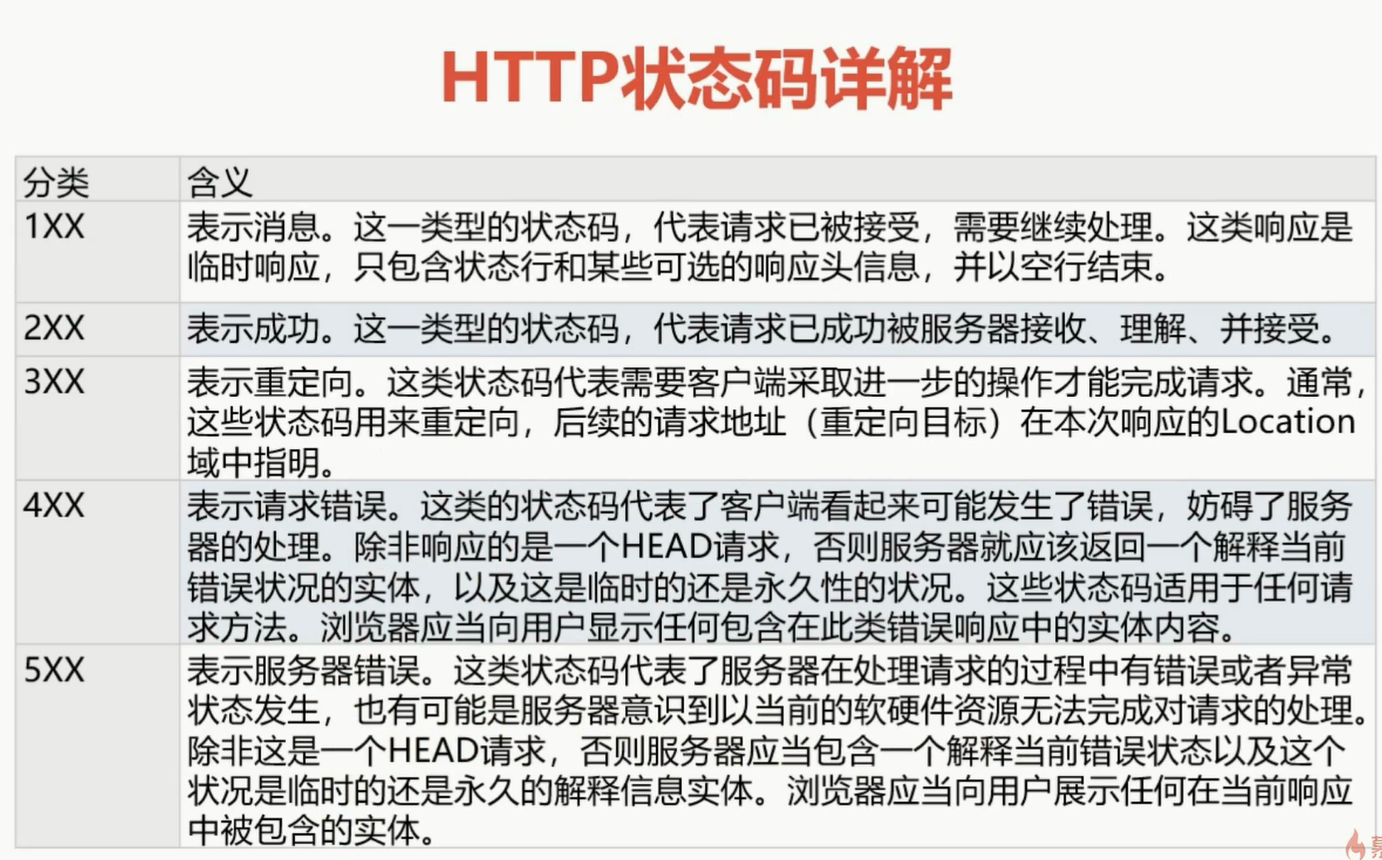 HTTP状态码详解
分类 含义
1XX 表示消息。这一类型的状态码，代表请求已被接受，需要继续处理。这类响应是
临时响应，只包含状态行和某些可选的响应头信息，并以空行结束。
2XX 表示成功。这一类型的状态码，代表请求已成功被服务器接收、理解、并接受。
3XX 表示重定向。这类状态码代表需要客户端采取进一步的操作才能完成请求。通常，
这些状态码用来重定向，后续的请求地址（重定向目标）在本次响应的Location
域中指明。
4XX 表示请求错误。这类的状态码代表了客户端看起来可能发生了错误，妨碍了服务
器的处理。除非响应的是一个HEAD请求，否则服务器就应该返回一个解释当前
错误状况的实体，以及这是临时的还是永久性的状况。这些状态码适用于任何请
求方法。浏览器应当向用户显示任何包含在此类错误响应中的实体内容。
5XX 表示服务器错误。这类状态码代表了服务器在处理请求的过程中有错误或者异常
状态发生，也有可能是服务器意识到以当前的软硬件资源无法完成对请求的处理。
除非这是一个HEAD请求，否则服务器应当包含一个解释当前错误状态以及这个
状况是临时的还是永久的解释信息实体。浏览器应当向用户展示任何在当前响应
中被包含的实体。